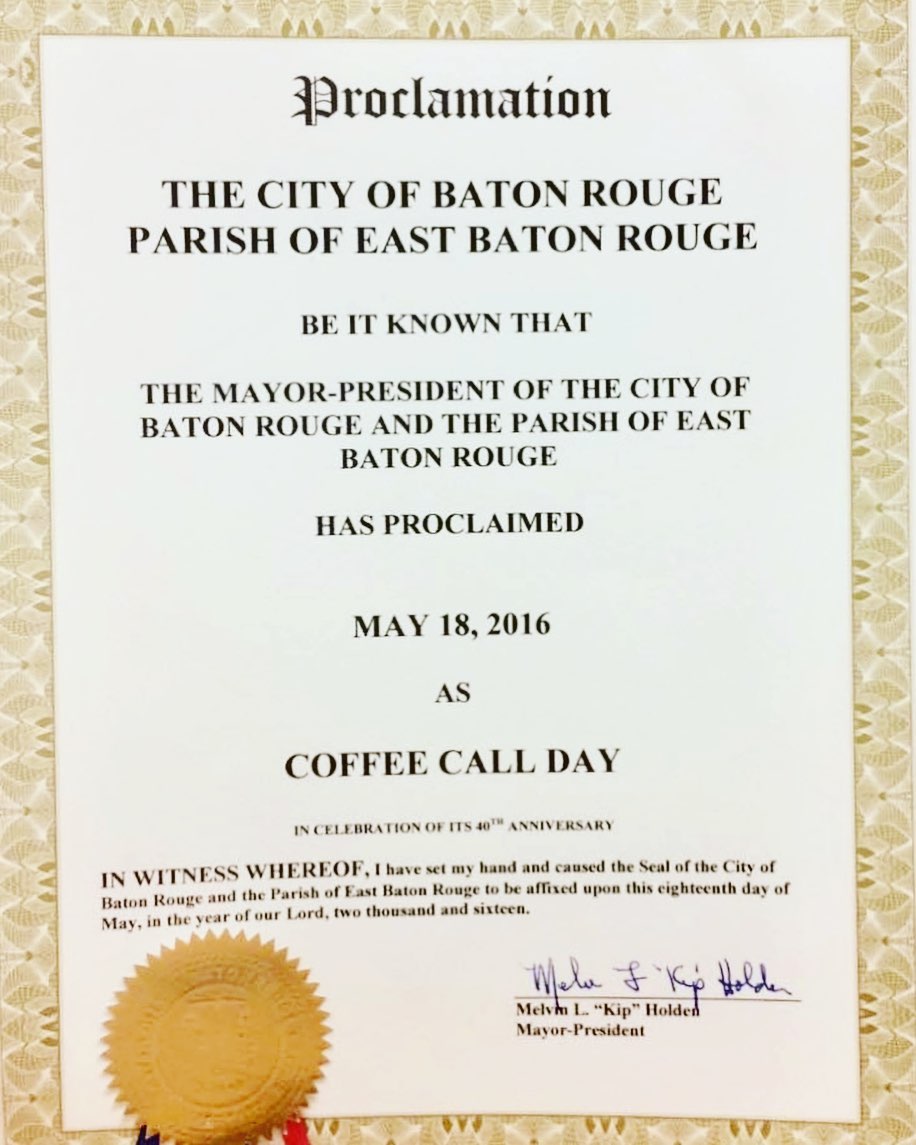 Proclamation
THE CITY OF BATON ROUGE
PARISH OF EAST BATON ROUGE
BE IT KNOWN THAT
THE MAYOR-PRESIDENT OF THE CITY OF
BATON ROUGE AND THE PARISH OF EAST
BATON ROUGE
HAS PROCLAIMED
MAY 18, 2016
AS
COFFEE CALL DAY
IN CELEBRATION OF ITS 40TH ANNIVERSARY
IN WITNESS WHEREOF, I have set my hand and caused the Seal of the City of
Baton Rouge and the Parish of East Baton Rouge to be affixed upon this eighteenth day of
May, in the year of our Lord, two thousand and sixteen.
Melvin L "Kip" Holden
Melvin L. "Kip" Holden
Mayor-President